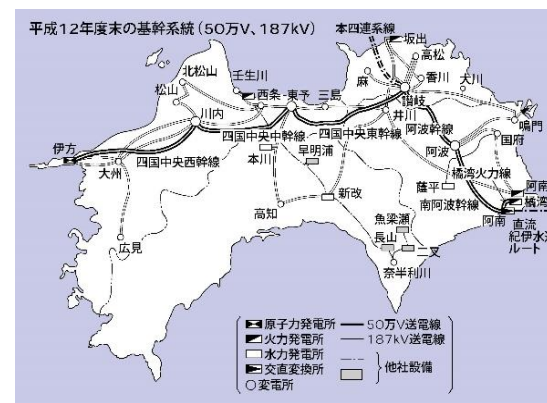 平成12年度末の基幹系統(50万V、187kV)
本四連系線
坂出
高松
北松山
麻
香川
大川
松山
壬生川
西条
東予
三島
讃岐
鳴門
川内
井川
阿波幹線
国府
伊方
四国中央中幹線
四国中央東幹線
阿波
四国中央西幹線
本川
早明浦
橘湾火力線
大州
蔭平
阿南
新改
南阿波幹線
橘湾
高知
魚梁瀬
阿南
直流
紀伊水道
ルート
広見
長山
二又
奈半利川
原子力発電所
50万V送電線
火力発電所
187kV送電線
水力発電所
他社設備
交直変換所
変電所